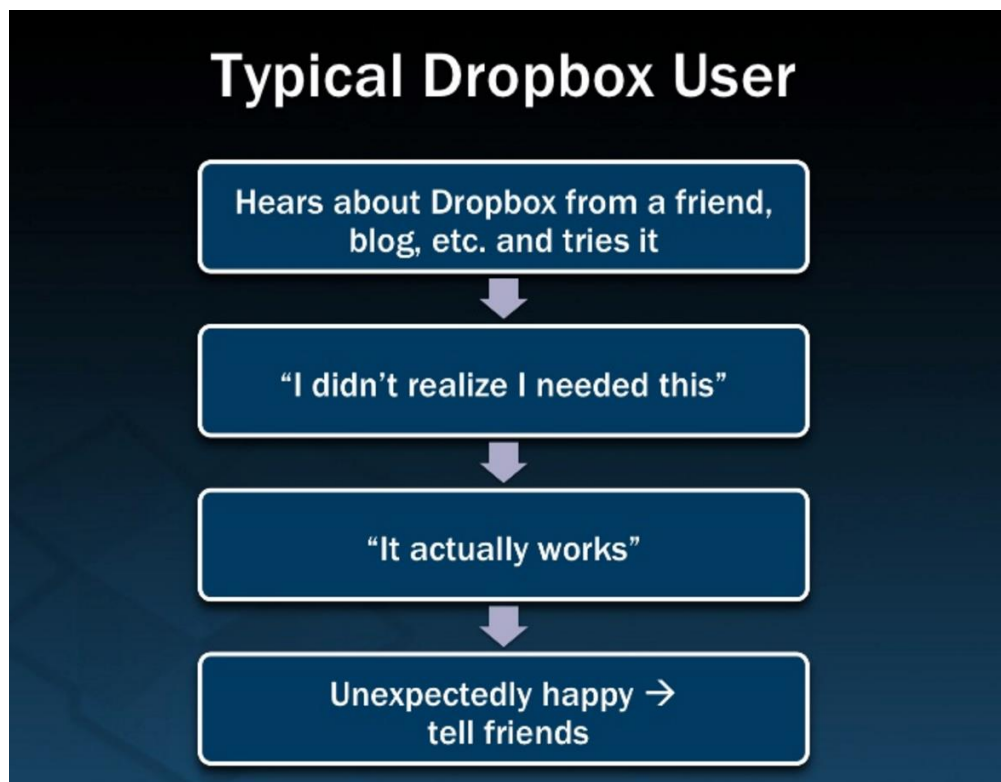 Typical Dropbox User
Hears about Dropbox from a friend,
blog, etc. and tries it
“I didn’t realize I needed this”
“It actually works”
Unexpectedly happy →
tell friends